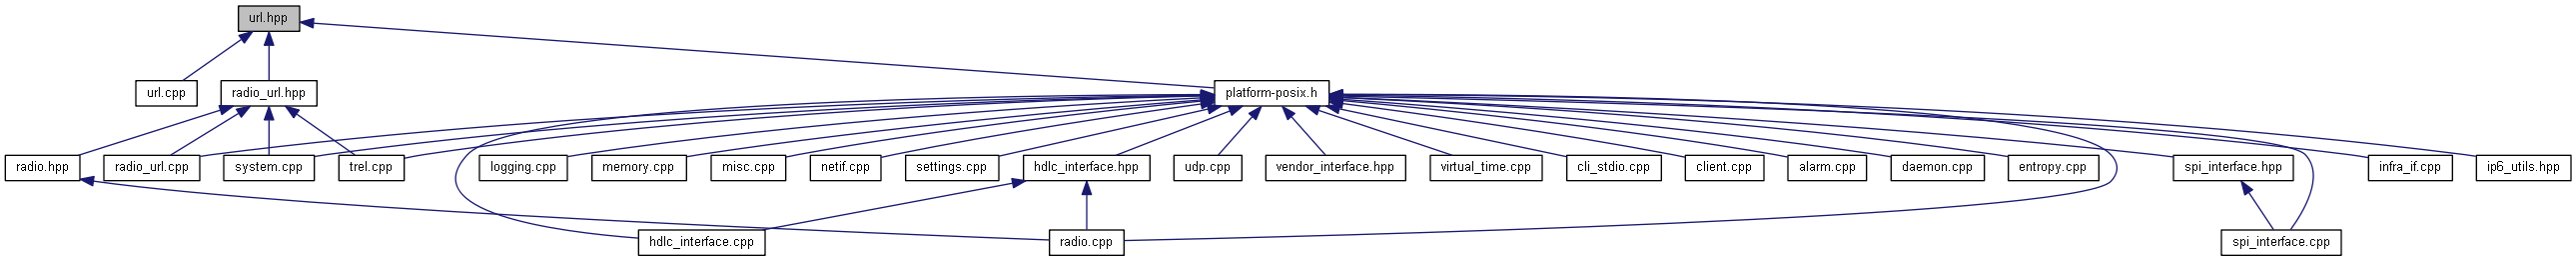 url.hpp
url.cpp
radio_url.hpp
platform-posix.h
radio.hpp
radio_url.cpp
system.cpp
trel.cpp
logging.cpp
memory.cpp
misc.cpp
netif.cpp
settings.cpp
hdlc_interface.hpp
udp.cpp
vendor_interface.hpp
virtual_time.cpp
cli_stdio.cpp
client.cpp
alarm.cpp
daemon.cpp
entropy.cpp
spi_interface.hpp
infra_if.cpp
ip6_utils.hpp
hdlc_interface.cpp
radio.cpp
spi_interface.cpp